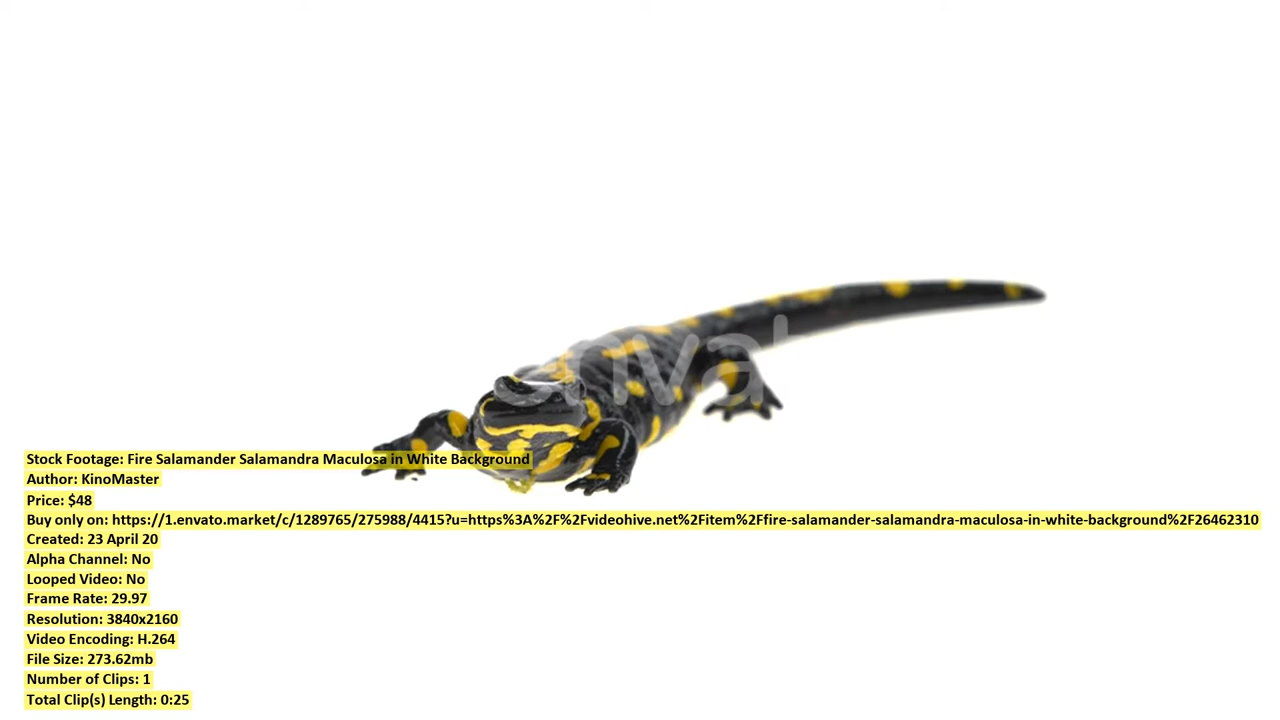 envat
Stock Footage: Fire Salamander Salamandra Maculosa in White Background
Author: KinoMaster
Price: $48
Buy only on: https://1.envato.market/c/1289765/275988/4415?u=https%3A%2F%2Fvideohive.net%2Fitem%2Ffire-salamander-salamandra-maculosa-in-white-background%2F26462310
Created: 23 April 20
Alpha Channel: No
Looped Video: No
Frame Rate: 29.97
Resolution: 3840x2160
Video Encoding: H.264
File Size: 273.62mb
Number of Clips: 1
Total Clip(s) Length: 0:25